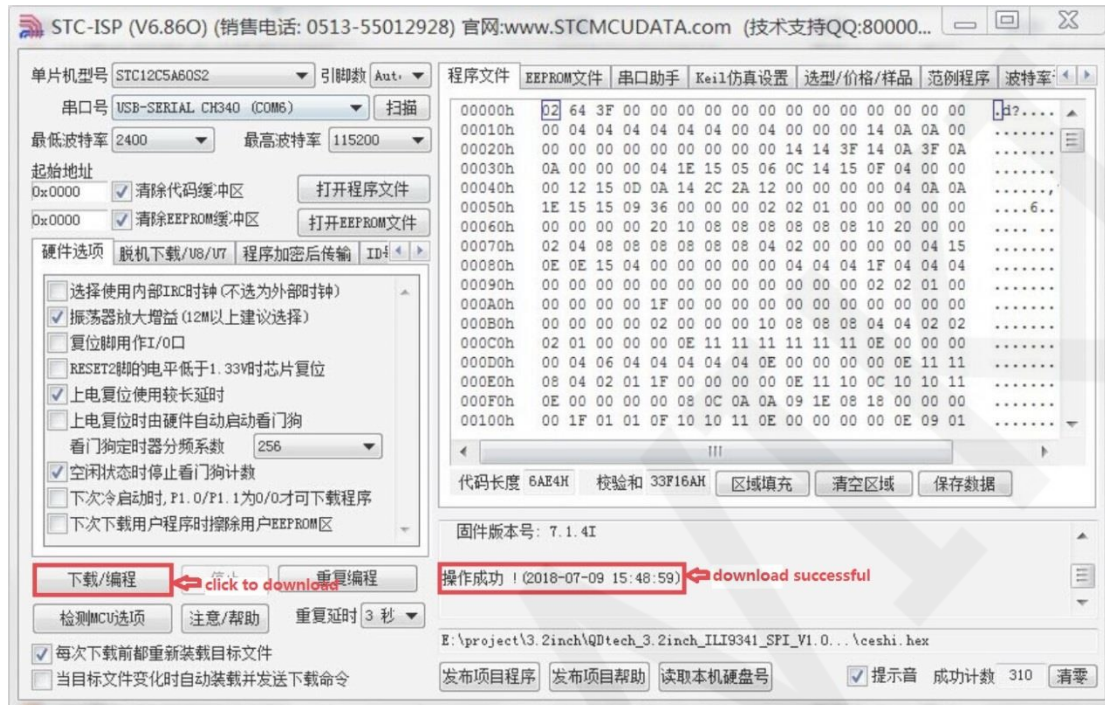 STC-ISP (V6.86O) (销售电话: 0513-55012928) 官网:www.STCMCUDATA.com (技术支持QQ:80000...
单片机型号 STC12C5A60S2 引脚数 Aut
串口号 USB-SERIAL CH340 (COM6) 扫描
最低波特率 2400 最高波特率 115200
起始地址
0x0000 清除代码缓冲区 打开程序文件
0x0000 清除EEPROM缓冲区 打开EEPROM文件
硬件选项 脱机下载/U8/U7 程序加密后传输
选择使用内部IRC时钟(不选为外部时钟)
振荡器放大增益(12M以上建议选择)
复位脚用作I/O口
RESET2脚的电平低于1.33V时芯片复位
上电复位使用较长延时
上电复位时由硬件自动启动看门狗
看门狗定时器分频系数 256
空闲状态时停止看门狗计数
下次冷启动时, P1.0/P1.1为0/0才可下载程序
下次下载用户程序时擦除用户EEPROM区
下载/编程 click to download 重复编程
检测MCU选项 注意/帮助 重复延时 3 秒
每次下载前都重新装载目标文件
当目标文件变化时自动装载并发送下载命令
程序文件 EEPROM文件 串口助手 Keil仿真设置 选型/价格/样品 范例程序 波特率
00000h 02 64 3F 00 00 00 00 00 00 00 00 00 00 00 00 00 .d?....
00010h 00 04 04 04 04 04 04 00 04 00 00 00 14 0A 0A 00 .......
00020h 00 00 00 00 00 00 00 00 00 14 14 3F 14 0A 3F 0A .......
00030h 0A 00 00 00 04 1E 15 05 06 0C 14 15 0F 04 00 00 .......
00040h 00 12 15 0D 0A 14 2C 2A 12 00 00 00 00 04 0A 0A ......,
00050h 1E 15 15 09 36 00 00 00 02 02 01 00 00 00 00 00 ....6..
00060h 00 00 00 00 20 10 08 08 08 08 08 08 10 20 00 00 .... ..
00070h 02 04 08 08 08 08 08 08 04 02 00 00 00 00 04 15 .......
00080h 0E 0E 15 04 00 00 00 00 00 04 04 04 1F 04 04 04 .......
00090h 00 00 00 00 00 00 00 00 00 00 00 00 02 02 01 00 .......
000A0h 00 00 00 00 1F 00 00 00 00 00 00 00 00 00 00 00 .......
000B0h 00 00 00 00 02 00 00 00 10 08 08 08 04 04 02 02 .......
000C0h 02 01 00 00 00 0E 11 11 11 11 11 11 0E 00 00 00 .......
000D0h 00 04 06 04 04 04 04 04 0E 00 00 00 00 0E 11 11 .......
000E0h 08 04 02 01 1F 00 00 00 00 0E 11 10 0C 10 10 11 .......
000F0h 0E 00 00 00 00 08 0C 0A 0A 09 1E 08 18 00 00 00 .......
00100h 00 1F 01 01 0F 10 10 11 0E 00 00 00 00 0E 09 01 .......
代码长度 6AE4H 校验和 33F16AH 区域填充 清空区域 保存数据
固件版本号: 7.1.4I
操作成功 !(2018-07-09 15:48:59) download successful
E:\project\3.2inch\QDtech_3.2inch_ILI9341_SPI_V1.0...\ceshi.hex
发布项目程序 发布项目帮助 读取本机硬盘号 提示音 成功计数 310 清零